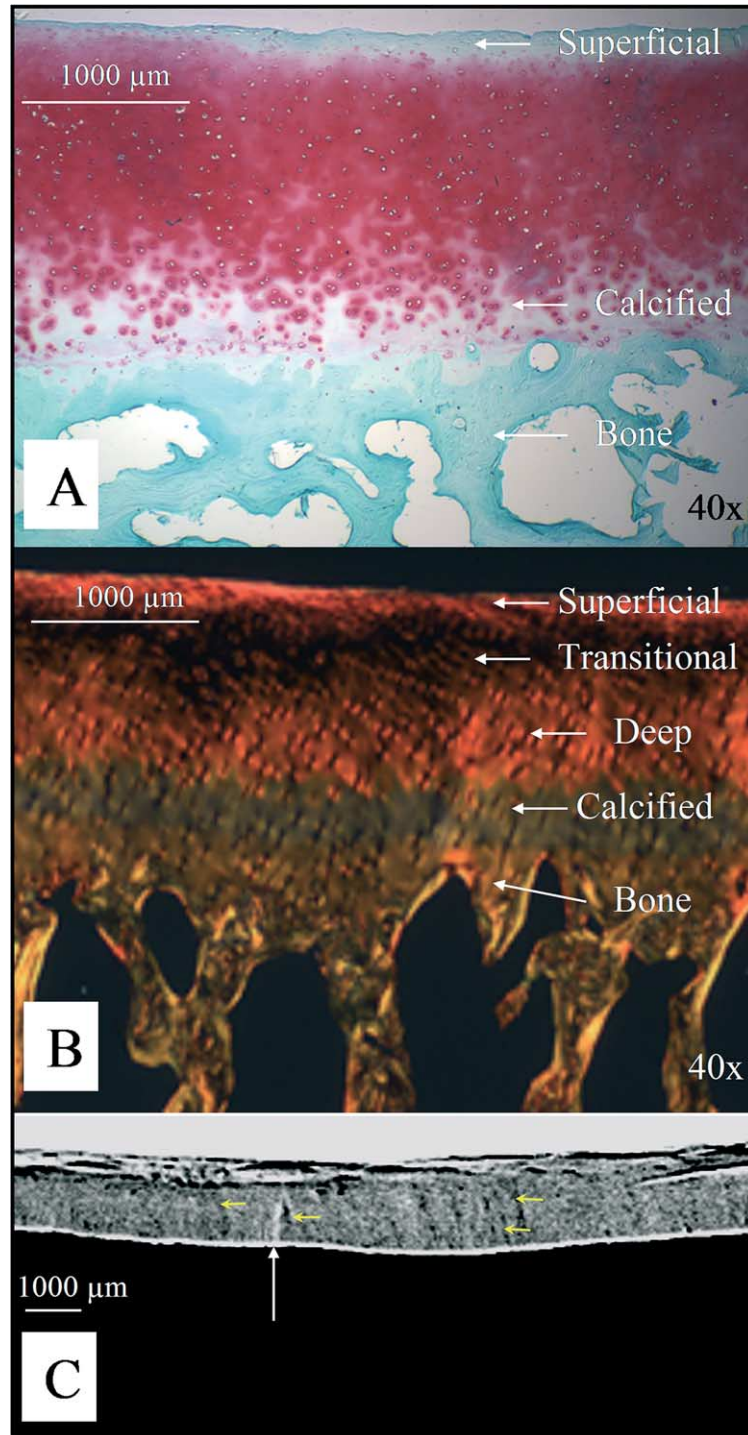 Superficial
1000 µm
Calcified
Bone
A
40x
1000 µm
Superficial
Transitional
Deep
Calcified
Bone
B
40x
1000 µm
C